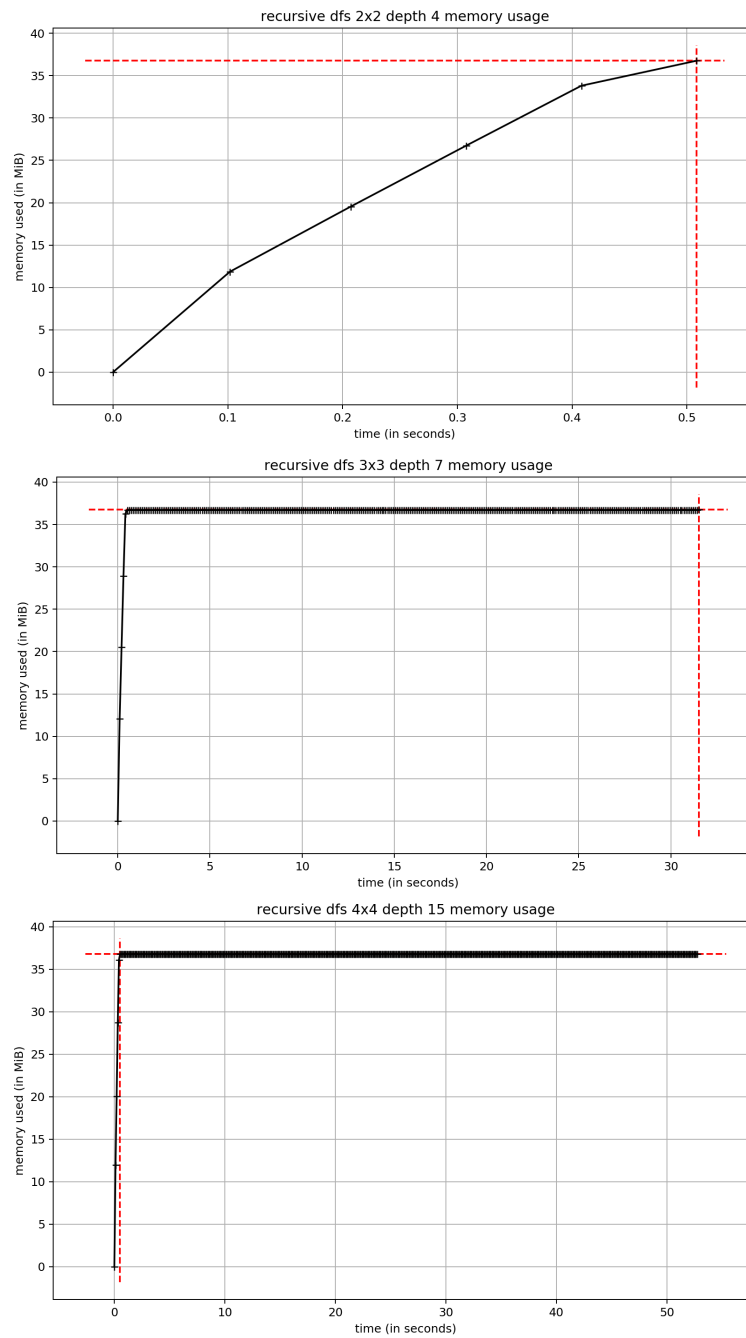 recursive dfs 2x2 depth 4 memory usage
40
35
30
25
20
15
10
5
0
memory used (in MiB)
0.0 0.1 0.2 0.3 0.4 0.5
time (in seconds)
recursive dfs 3x3 depth 7 memory usage
40
35
30
25
20
15
10
5
0
memory used (in MiB)
0 5 10 15 20 25 30
time (in seconds)
recursive dfs 4x4 depth 15 memory usage
40
35
30
25
20
15
10
5
0
memory used (in MiB)
0 10 20 30 40 50
time (in seconds)